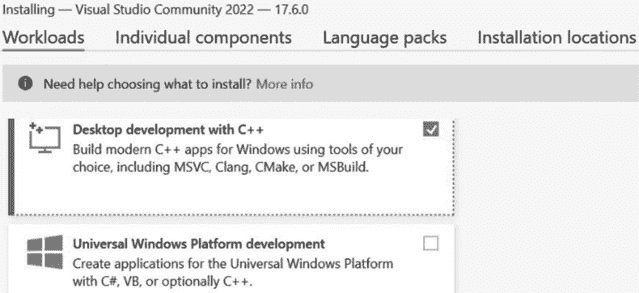 Installing — Visual Studio Community 2022 — 17.6.0
Workloads Individual components Language packs Installation locations
Need help choosing what to install? More info
Desktop development with C++
Build modern C++ apps for Windows using tools of your
choice, including MSVC, Clang, CMake, or MSBuild.
Universal Windows Platform development
Create applications for the Universal Windows Platform
with C#, VB, or optionally C++.